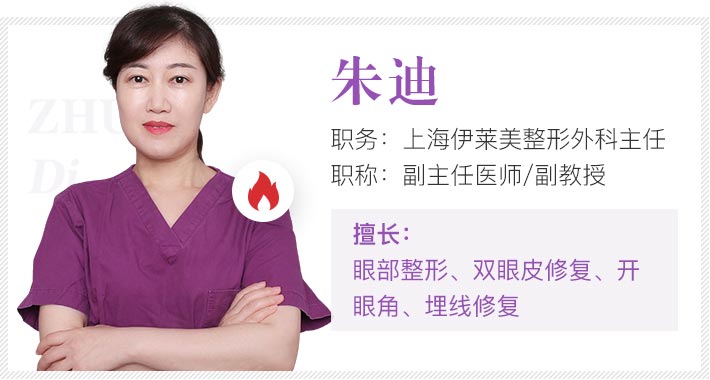 ZHU
Di
朱迪
职务：上海伊莱美整形外科主任
职称：副主任医师/副教授
擅长：
眼部整形、双眼皮修复、开
眼角、埋线修复